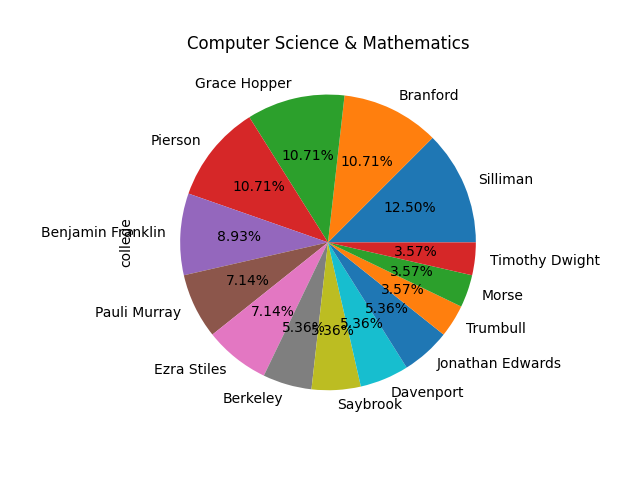 Computer Science & Mathematics
Grace Hopper
Branford
Pierson
Silliman
10.71%
10.71%
10.71%
12.50%
Benjamin Franklin
8.93%
college
Timothy Dwight
3.57%
Pauli Murray
7.14%
3.57%
Morse
3.57%
Trumbull
7.14%
5.36%
Ezra Stiles
5.36%
5.36%
5.36%
Jonathan Edwards
Berkeley
Saybrook
Davenport